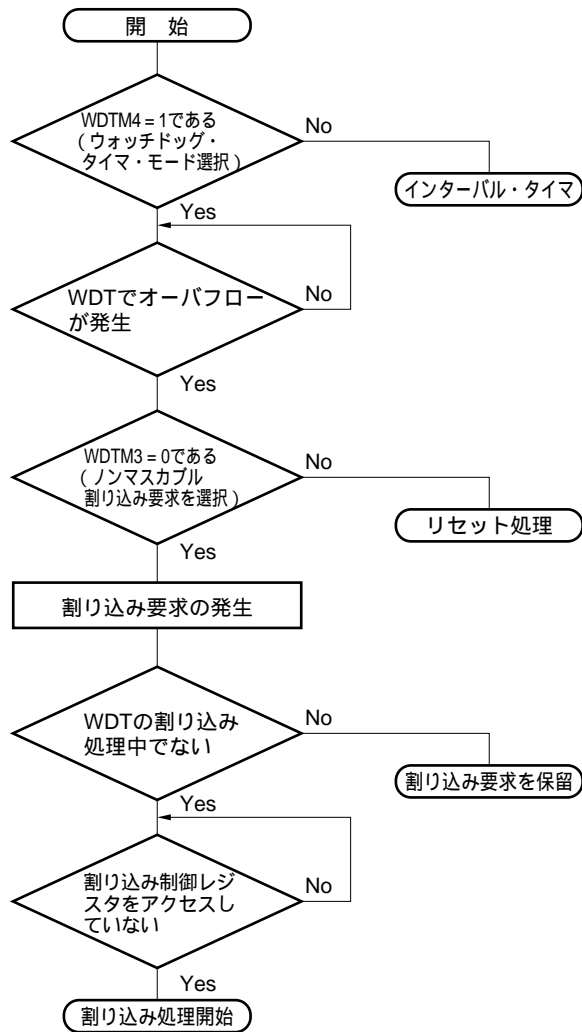 開 始
WDTM4 = 1である
(ウォッチドッグ・
タイマ・モード選択)
No
インターバル・タイマ
Yes
WDTでオーバフロー
が発生
No
Yes
WDTM3 = 0である
(ノンマスカブル
割り込み要求を選択)
No
リセット処理
Yes
割り込み要求の発生
WDTの割り込み
処理中でない
No
割り込み要求を保留
Yes
割り込み制御レジ
スタをアクセスし
ていない
No
Yes
割り込み処理開始